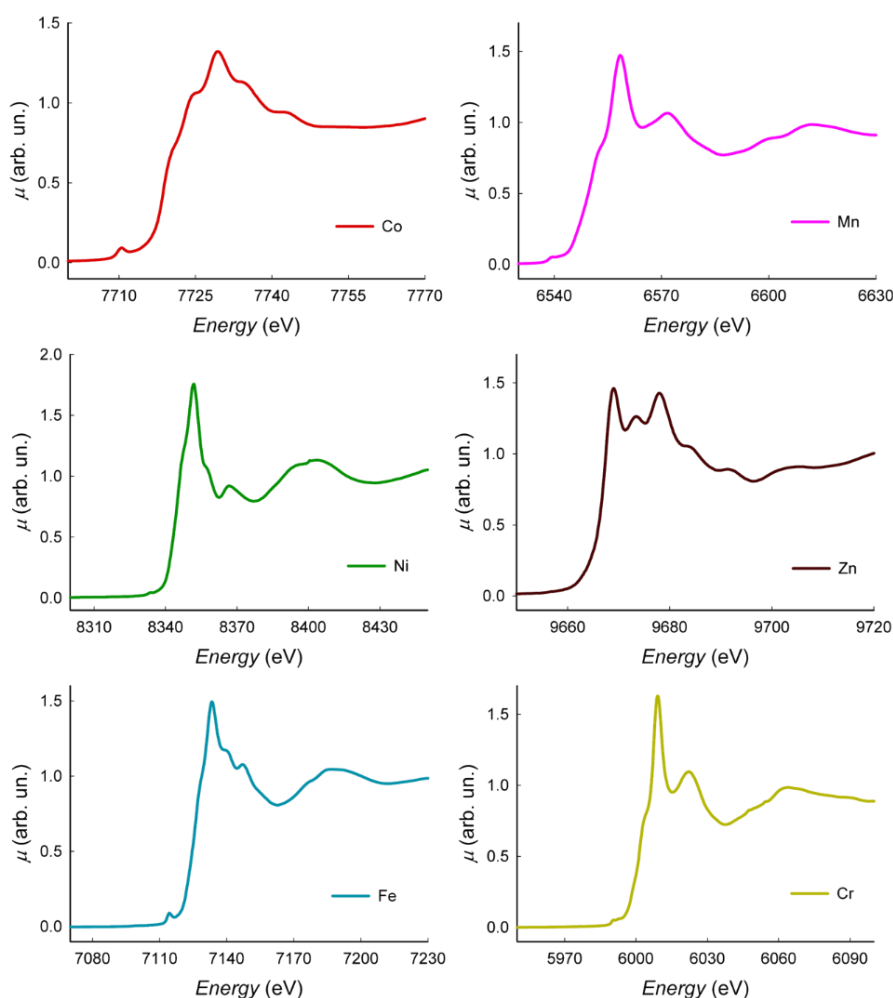 1.5
1.0
0.5
0.0
μ (arb. un.)
Co
7710 7725 7740 7755 7770
Energy (eV)
1.5
1.0
0.5
0.0
μ (arb. un.)
Mn
6540 6570 6600 6630
Energy (eV)
2.0
1.5
1.0
0.5
0.0
μ (arb. un.)
Ni
8310 8340 8370 8400 8430
Energy (eV)
1.5
1.0
0.5
0.0
μ (arb. un.)
Zn
9660 9680 9700 9720
Energy (eV)
1.5
1.0
0.5
0.0
μ (arb. un.)
Fe
7080 7110 7140 7170 7200 7230
Energy (eV)
1.5
1.0
0.5
0.0
μ (arb. un.)
Cr
5970 6000 6030 6060 6090
Energy (eV)